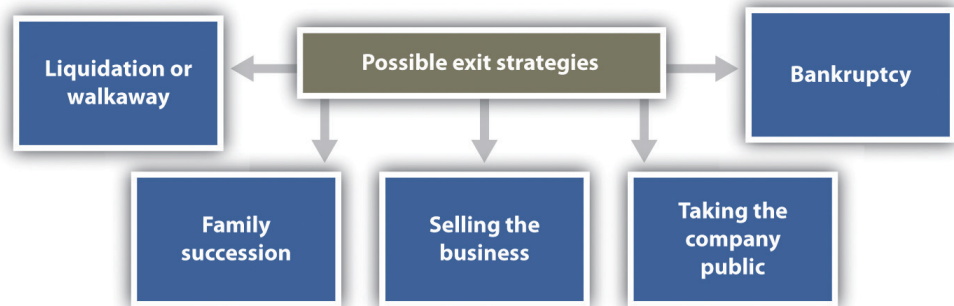 Possible exit strategies
Liquidation or
walkaway
Bankruptcy
Family
succession
Selling the
business
Taking the
company
public